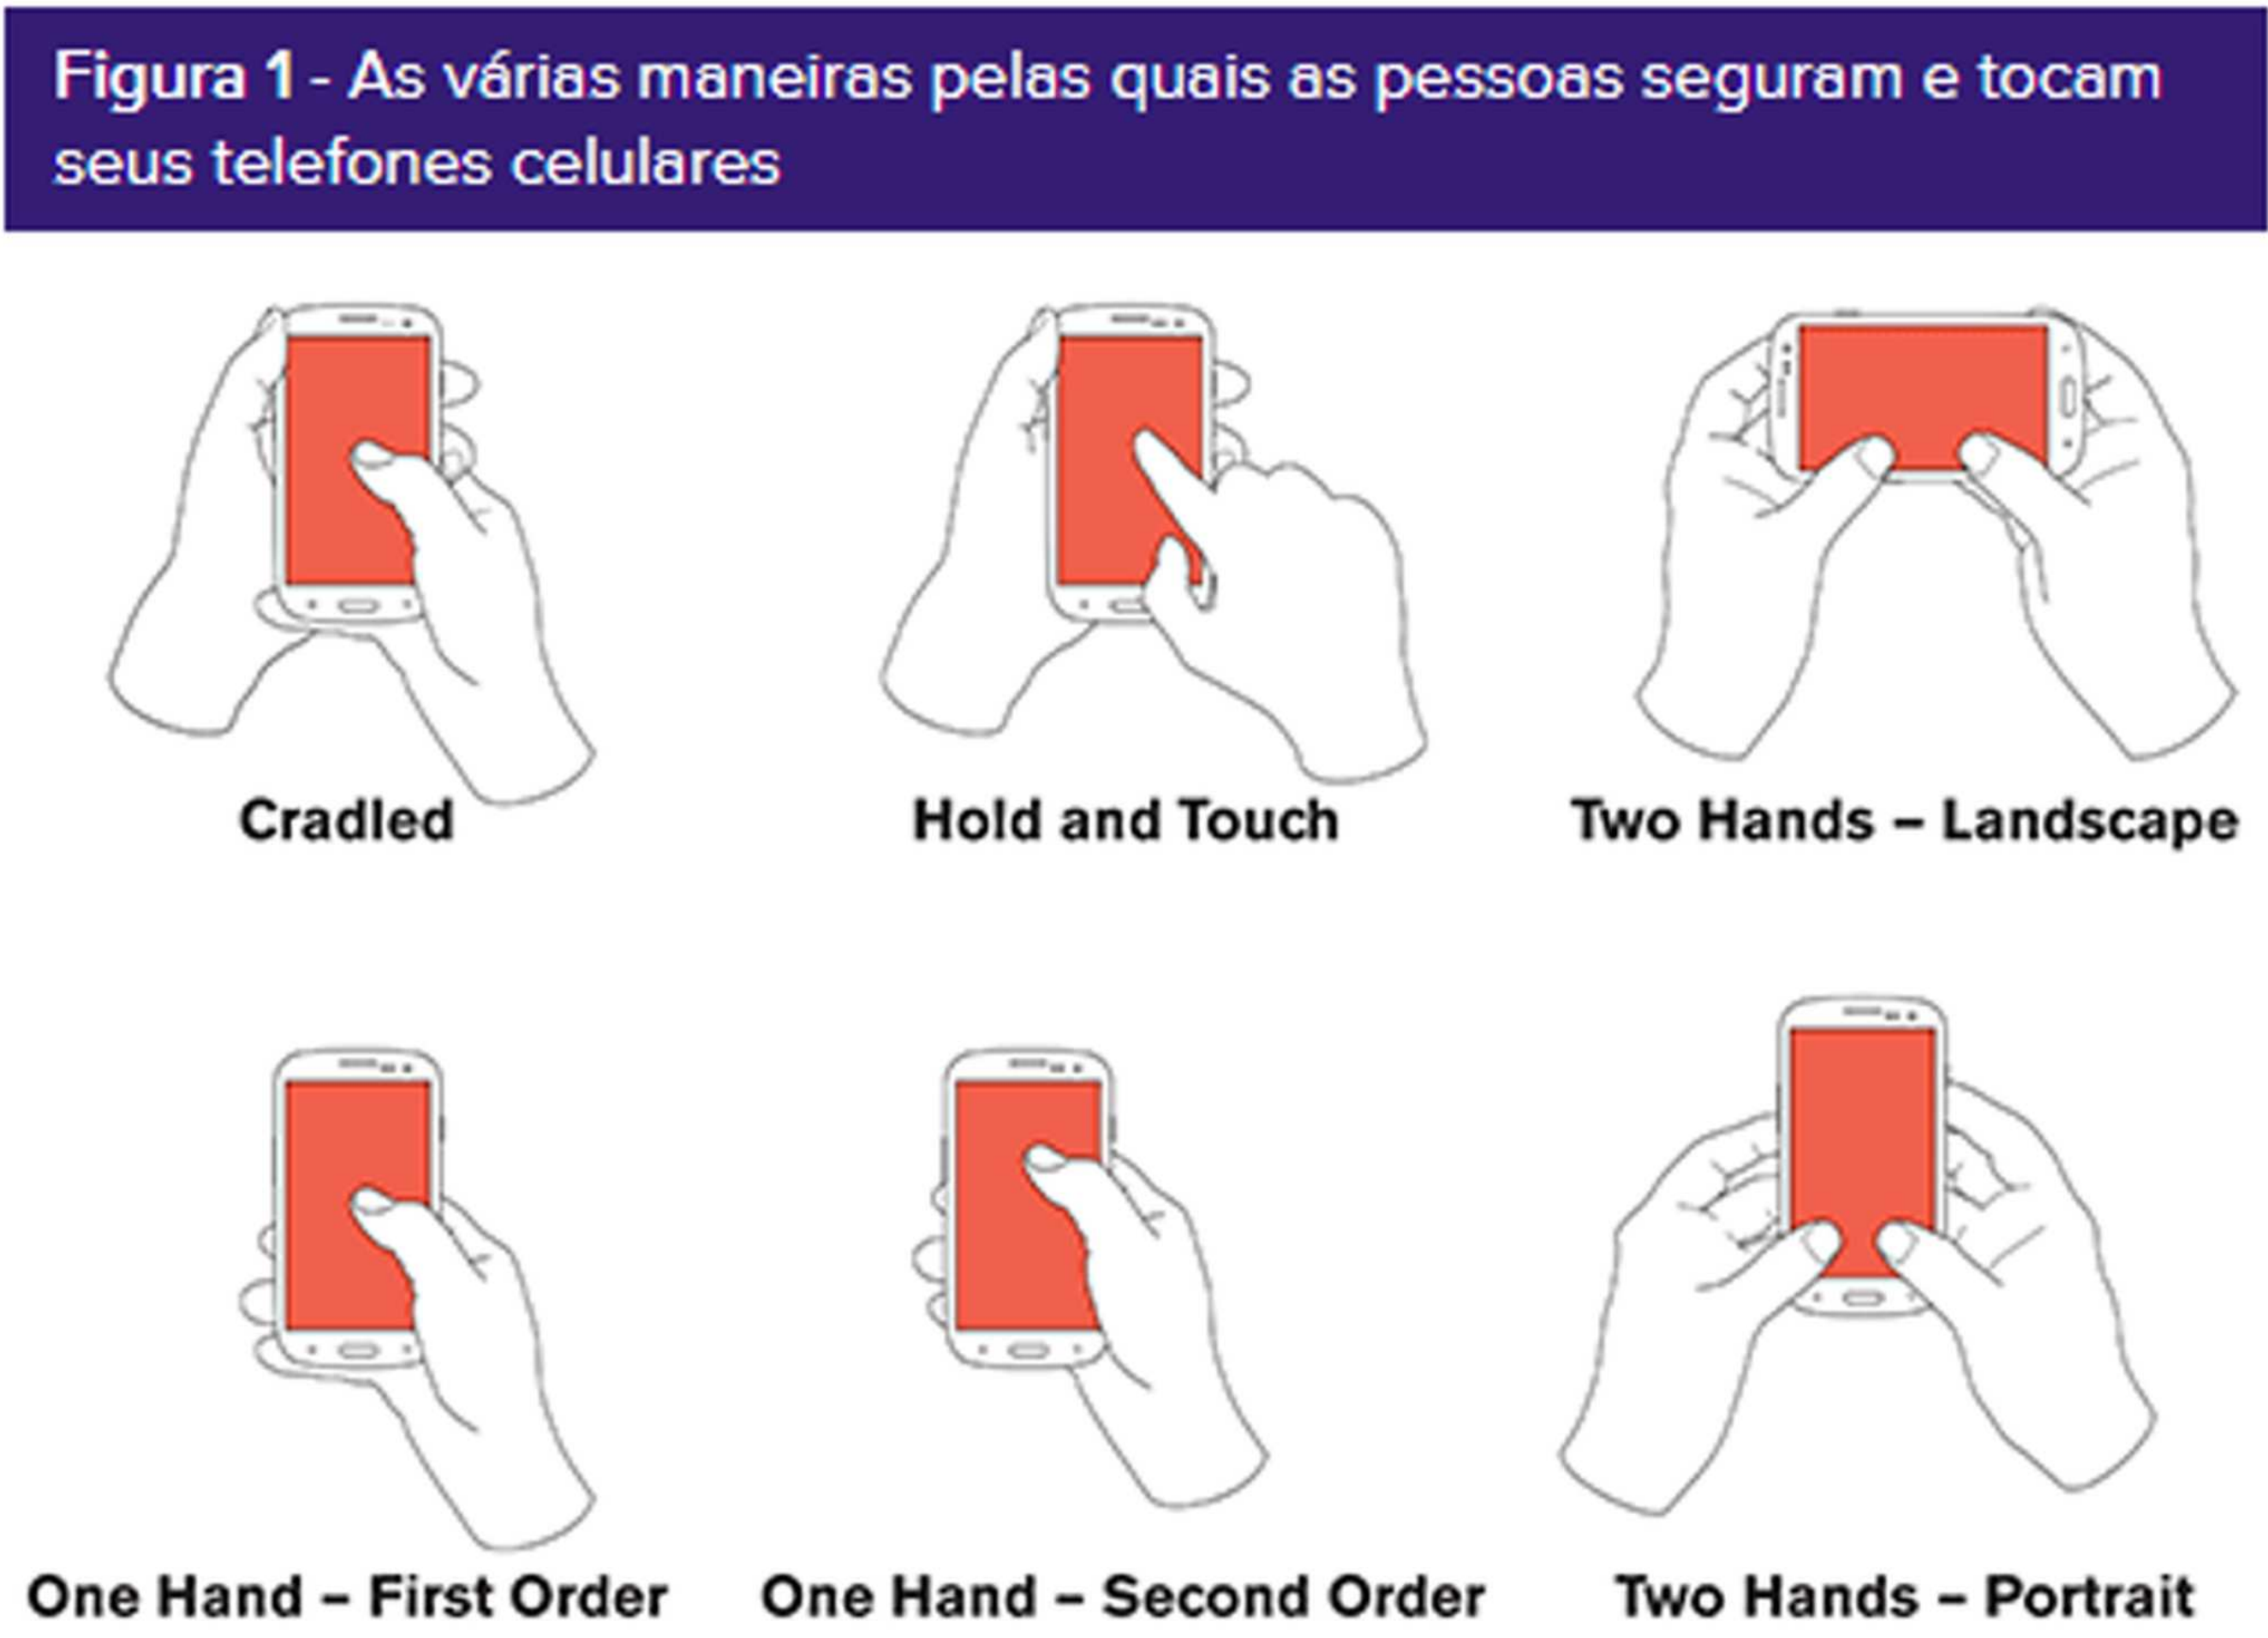 Figura 1 - As várias maneiras pelas quais as pessoas seguram e tocam
seus telefones celulares
Cradled
Hold and Touch
Two Hands – Landscape
One Hand – First Order
One Hand – Second Order
Two Hands – Portrait